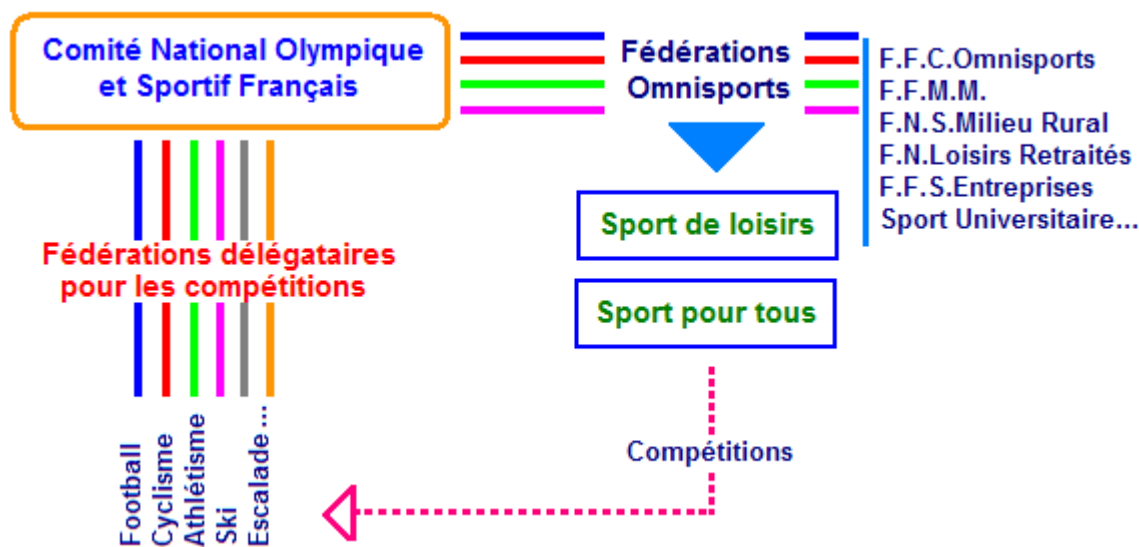 Comité National Olympique
et Sportif Français
Fédérations
Omnisports
F.F.C.Omnisports
F.F.M.M.
F.N.S.Milieu Rural
F.N.Loisirs Retraités
F.F.S.Entreprises
Sport Universitaire...
Sport de loisirs
Sport pour tous
Fédérations délégataires
pour les compétitions
Compétitions
Football
Cyclisme
Athlétisme
Ski
Escalade ...